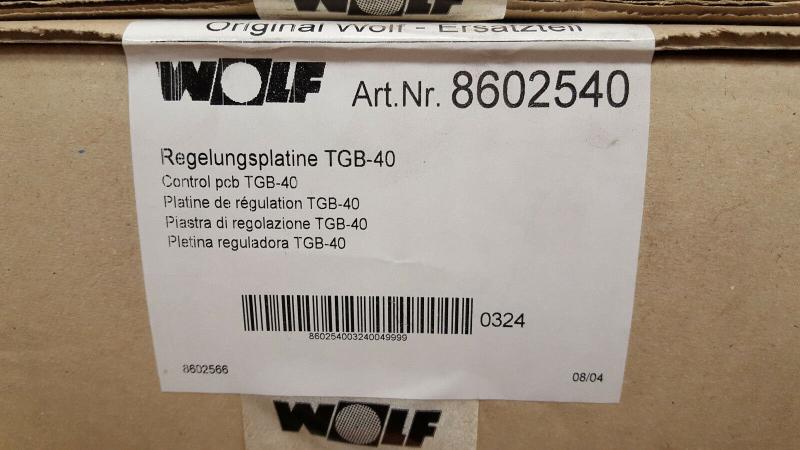 WOLF
Original Wolf - Ersatzteil
WOLF Art.Nr. 8602540
Regelungsplatine TGB-40
Control pcb TGB-40
Platine de régulation TGB-40
Piastra di regolazione TGB-40
Pletina reguladora TGB-40
0324
860254003240049999
8602566 08/04
WOLF